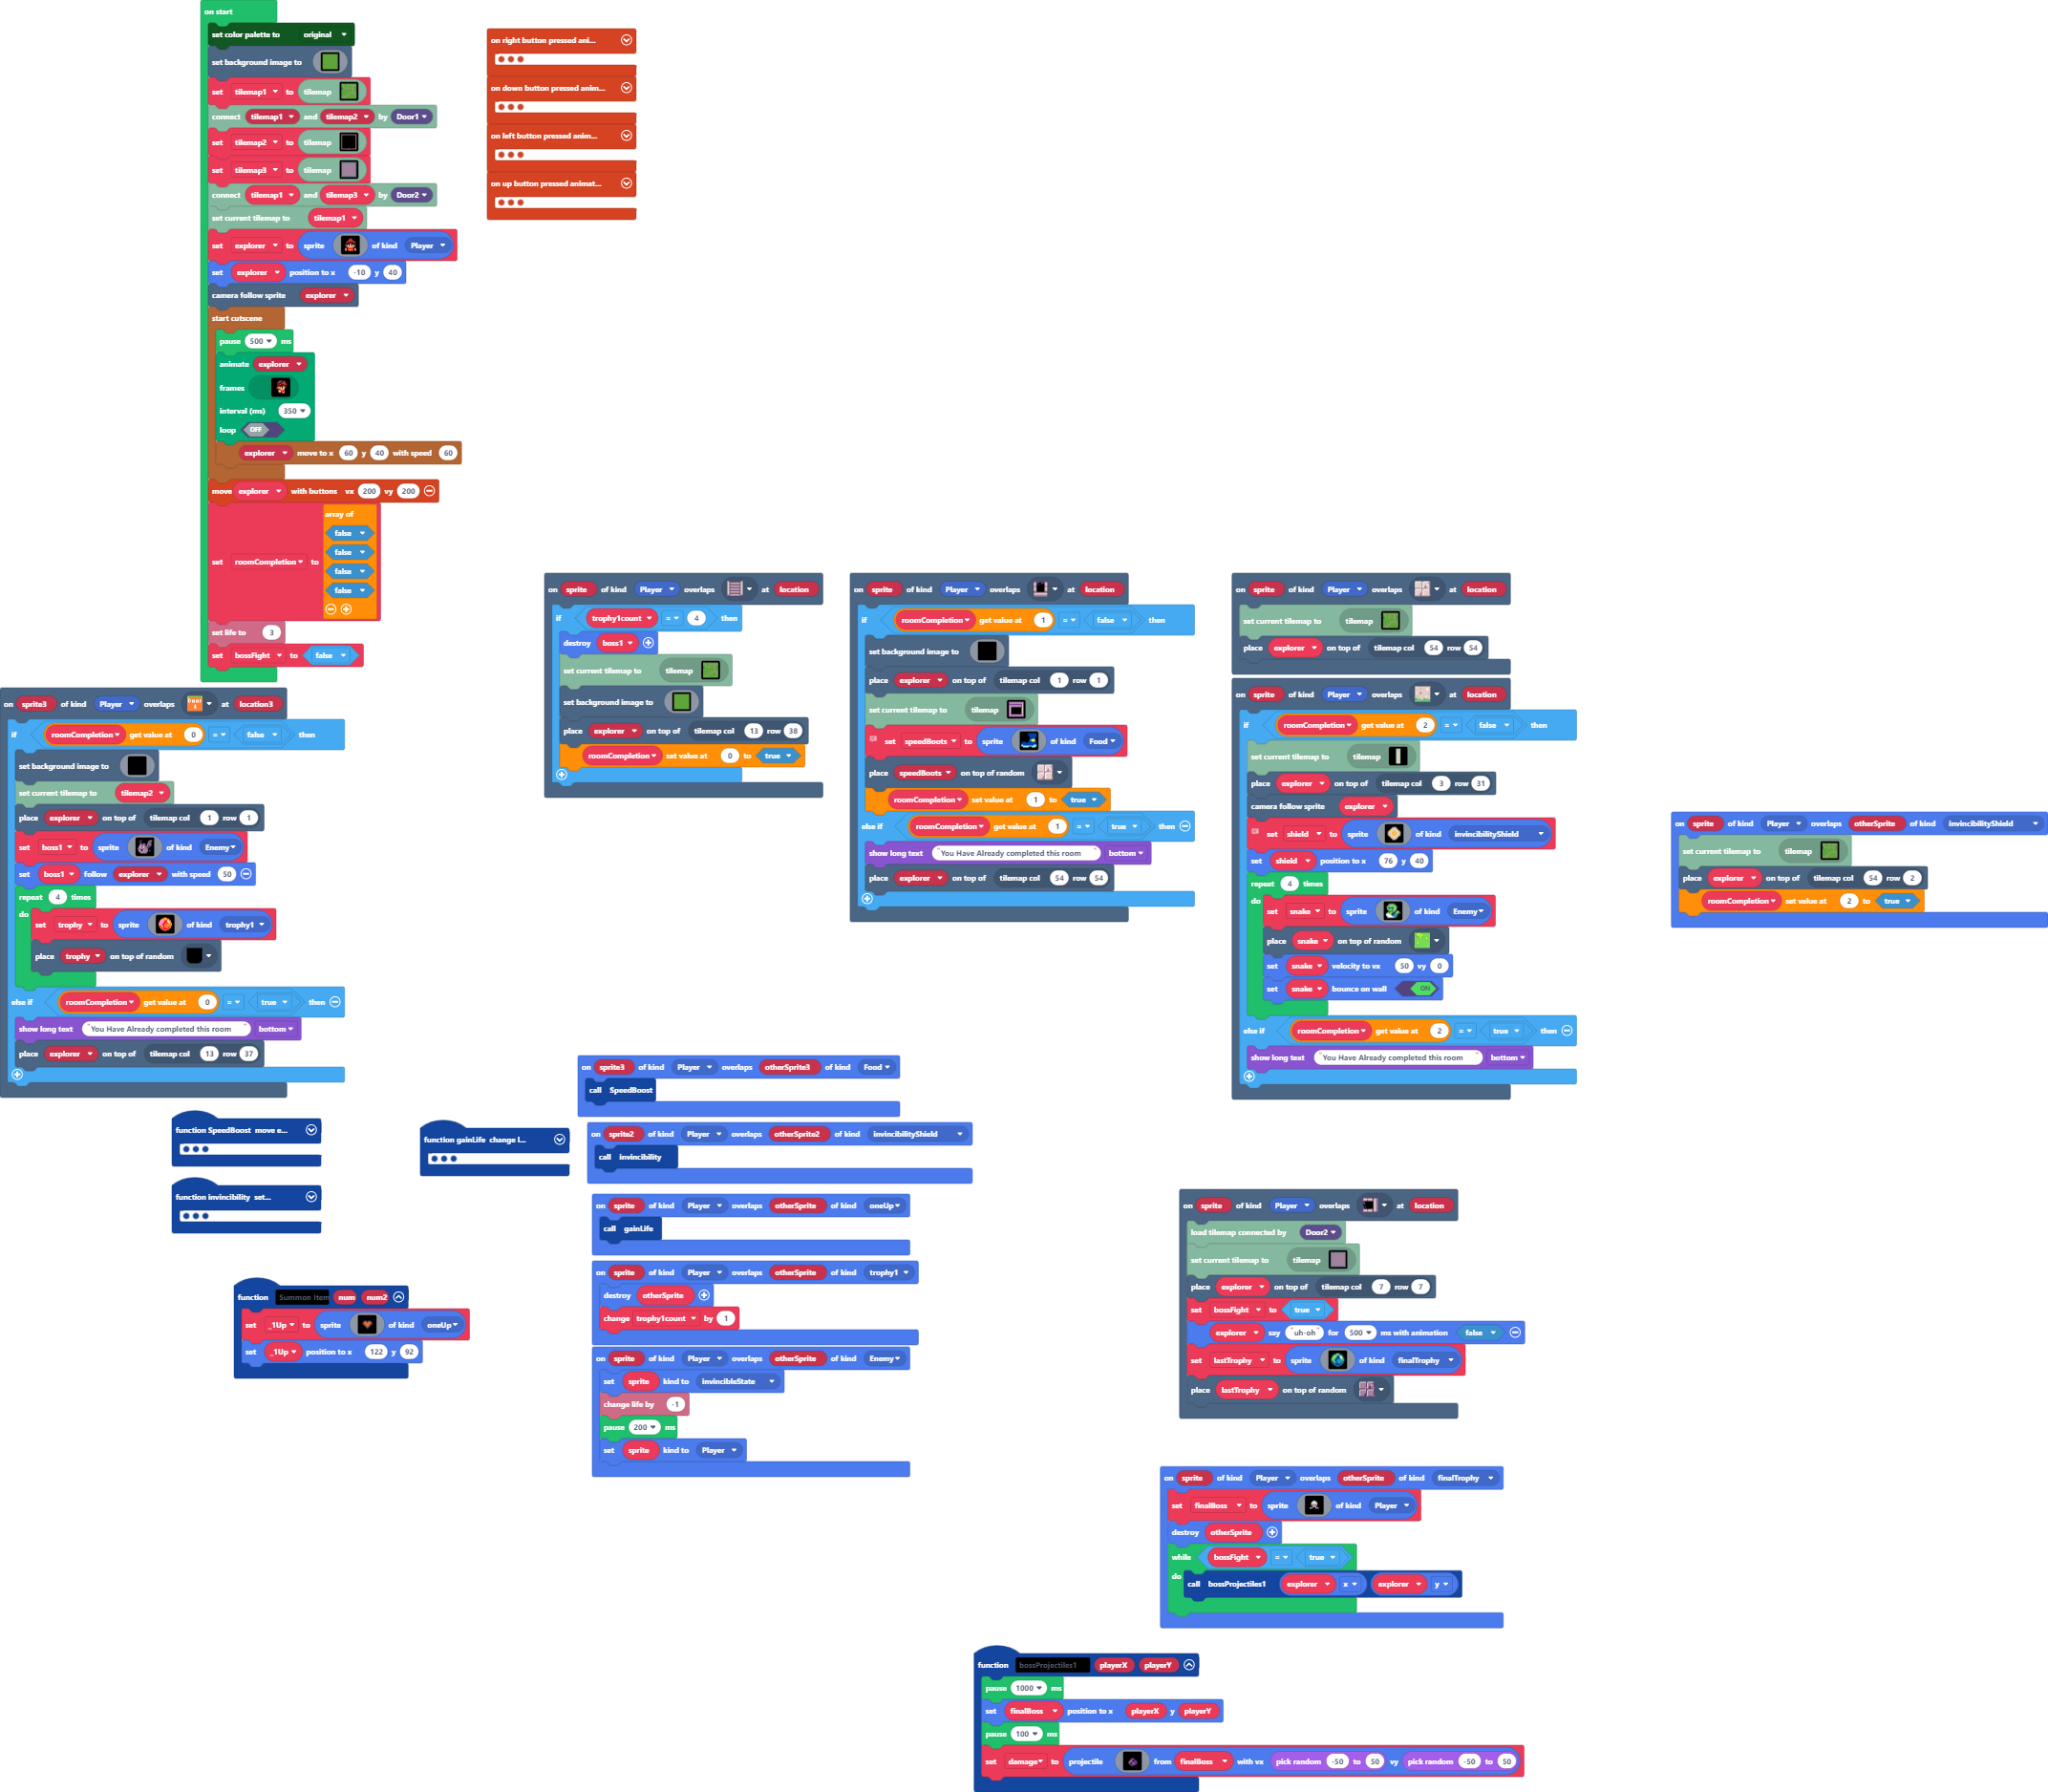 on start
set color palette to original
set background image to
set tilemap1 to tilemap
connect tilemap1 and tilemap2 by Door1
set tilemap2 to tilemap
set tilemap3 to tilemap
connect tilemap1 and tilemap3 by Door2
set current tilemap to tilemap1
set explorer to sprite of kind Player
set explorer position to x -10 y 40
camera follow sprite explorer
start cutscene
pause 500 ms
animate explorer
frames
interval (ms) 350
loop OFF
explorer move to x 60 y 40 with speed 60
move explorer with buttons vx 200 vy 200
array of
false
false
set roomCompletion to
false
false
set life to 3
set bossFight to false
on right button pressed ani...
on down button pressed anim...
on left button pressed anim...
on up button pressed animat...
on sprite of kind Player overlaps at location
if trophy1count = 4 then
destroy boss1
set current tilemap to tilemap
set background image to
place explorer on top of tilemap col 13 row 38
roomCompletion set value at 0 to true
on sprite of kind Player overlaps at location
if roomCompletion get value at 1 = false then
set background image to
place explorer on top of tilemap col 1 row 1
set current tilemap to tilemap
set speedBoots to sprite of kind Food
place speedBoots on top of random
roomCompletion set value at 1 to true
else if roomCompletion get value at 1 = true then
show long text "You Have Already completed this room" bottom
place explorer on top of tilemap col 54 row 54
on sprite of kind Player overlaps at location
set current tilemap to tilemap
place explorer on top of tilemap col 54 row 54
on sprite of kind Player overlaps at location
if roomCompletion get value at 2 = false then
set current tilemap to tilemap
place explorer on top of tilemap col 3 row 31
camera follow sprite explorer
set shield to sprite of kind invincibilityShield
set shield position to x 76 y 40
repeat 4 times
do
set snake to sprite of kind Enemy
place snake on top of random
set snake velocity to vx 50 vy 0
set snake bounce on wall ON
else if roomCompletion get value at 2 = true then
show long text "You Have Already completed this room" bottom
on sprite of kind Player overlaps otherSprite of kind invincibilityShield
set current tilemap to tilemap
place explorer on top of tilemap col 54 row 2
roomCompletion set value at 2 to true
on sprite3 of kind Player overlaps at location3
if roomCompletion get value at 0 = false then
set background image to
set current tilemap to tilemap2
place explorer on top of tilemap col 1 row 1
set boss1 to sprite of kind Enemy
set boss1 follow explorer with speed 50
repeat 4 times
do
set trophy to sprite of kind trophy1
place trophy on top of random
else if roomCompletion get value at 0 = true then
show long text "You Have Already completed this room" bottom
place explorer on top of tilemap col 13 row 37
function SpeedBoost move e...
function invincibility set...
function gainLife change l...
on sprite3 of kind Player overlaps otherSprite3 of kind Food
call SpeedBoost
on sprite2 of kind Player overlaps otherSprite2 of kind invincibilityShield
call invincibility
on sprite of kind Player overlaps otherSprite of kind oneUp
call gainLife
on sprite of kind Player overlaps otherSprite of kind trophy1
destroy otherSprite
change trophy1count by 1
on sprite of kind Player overlaps otherSprite of kind Enemy
set sprite kind to invincibleState
change life by -1
pause 200 ms
set sprite kind to Player
function Summon Item num num2
set _1Up to sprite of kind oneUp
set _1Up position to x 122 y 92
on sprite of kind Player overlaps at location
load tilemap connected by Door2
set current tilemap to tilemap
place explorer on top of tilemap col 7 row 7
set bossFight to true
explorer say "uh-oh" for 500 ms with animation false
set lastTrophy to sprite of kind finalTrophy
place lastTrophy on top of random
on sprite of kind Player overlaps otherSprite of kind finalTrophy
set finalBoss to sprite of kind Player
destroy otherSprite
while bossFight = true
do
call bossProjectiles1 explorer x explorer y
function bossProjectiles1 playerX playerY
pause 1000 ms
set finalBoss position to x playerX y playerY
pause 100 ms
set damage to projectile from finalBoss with vx pick random -50 to 50 vy pick random -50 to 50